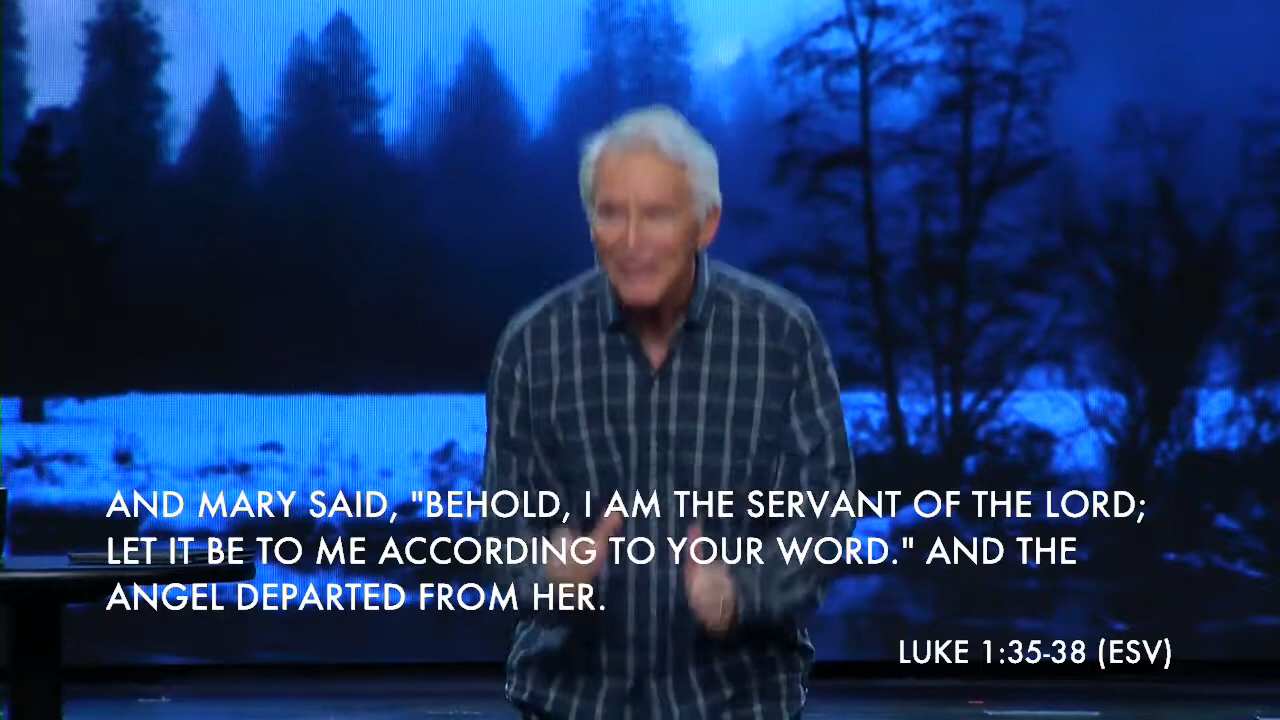 AND MARY SAID, "BEHOLD, I AM THE SERVANT OF THE LORD;
LET IT BE TO ME ACCORDING TO YOUR WORD." AND THE
ANGEL DEPARTED FROM HER.
LUKE 1:35-38 (ESV)